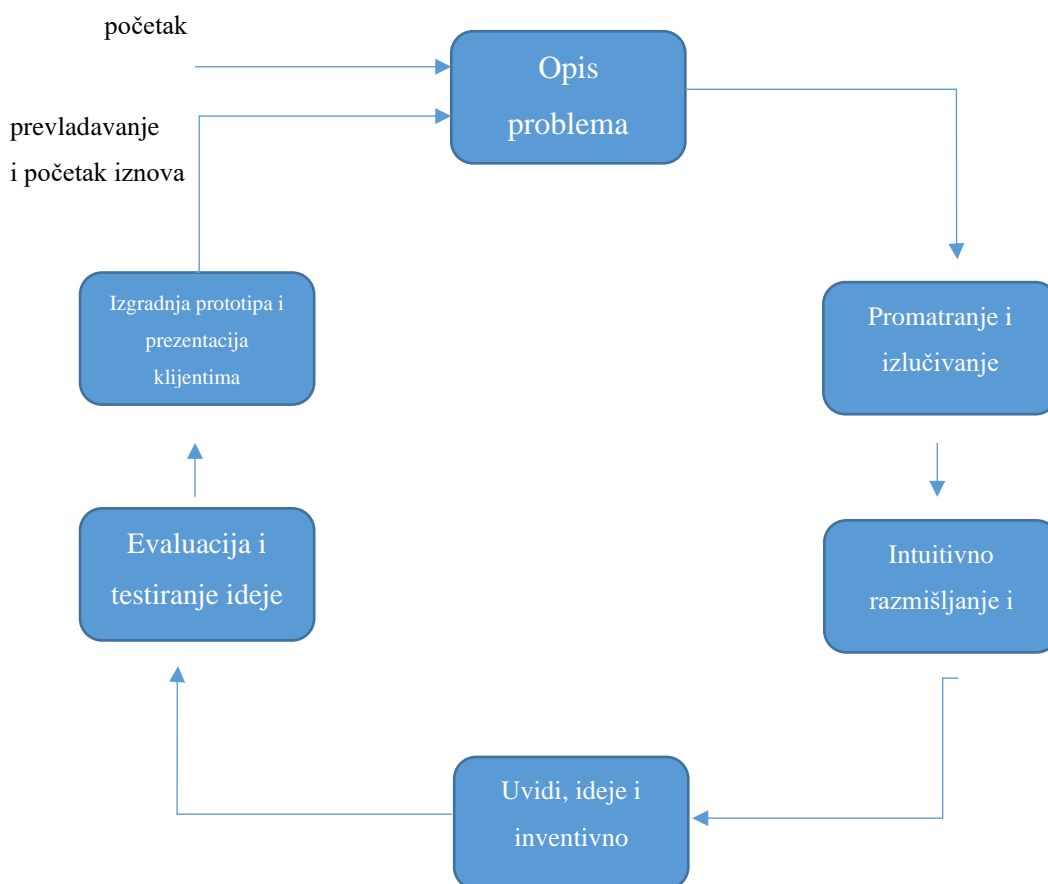 početak
Opis
problema
prevladavanje
i početak iznova
Izgradnja prototipa i
prezentacija
klijentima
Promatranje i
izlučivanje
Evaluacija i
testiranje ideje
Intuitivno
razmišljanje i
Uvidi, ideje i
inventivno